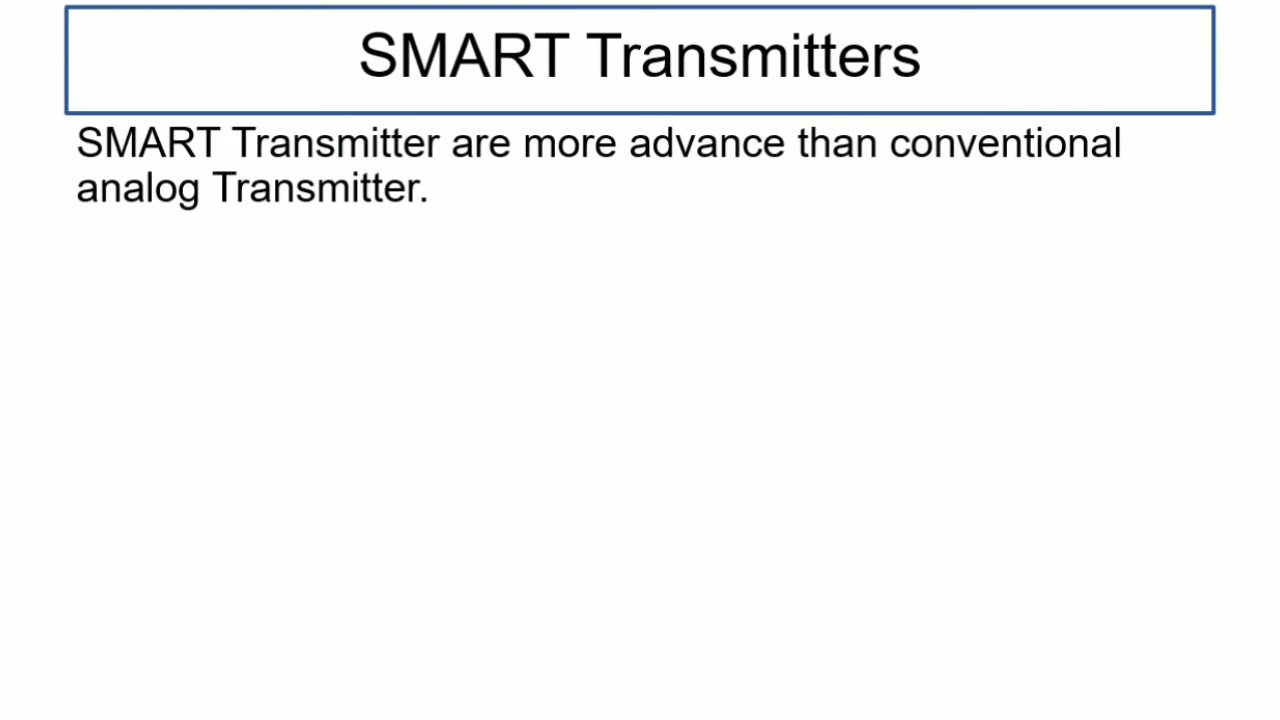 SMART Transmitters
SMART Transmitter are more advance than conventional
analog Transmitter.